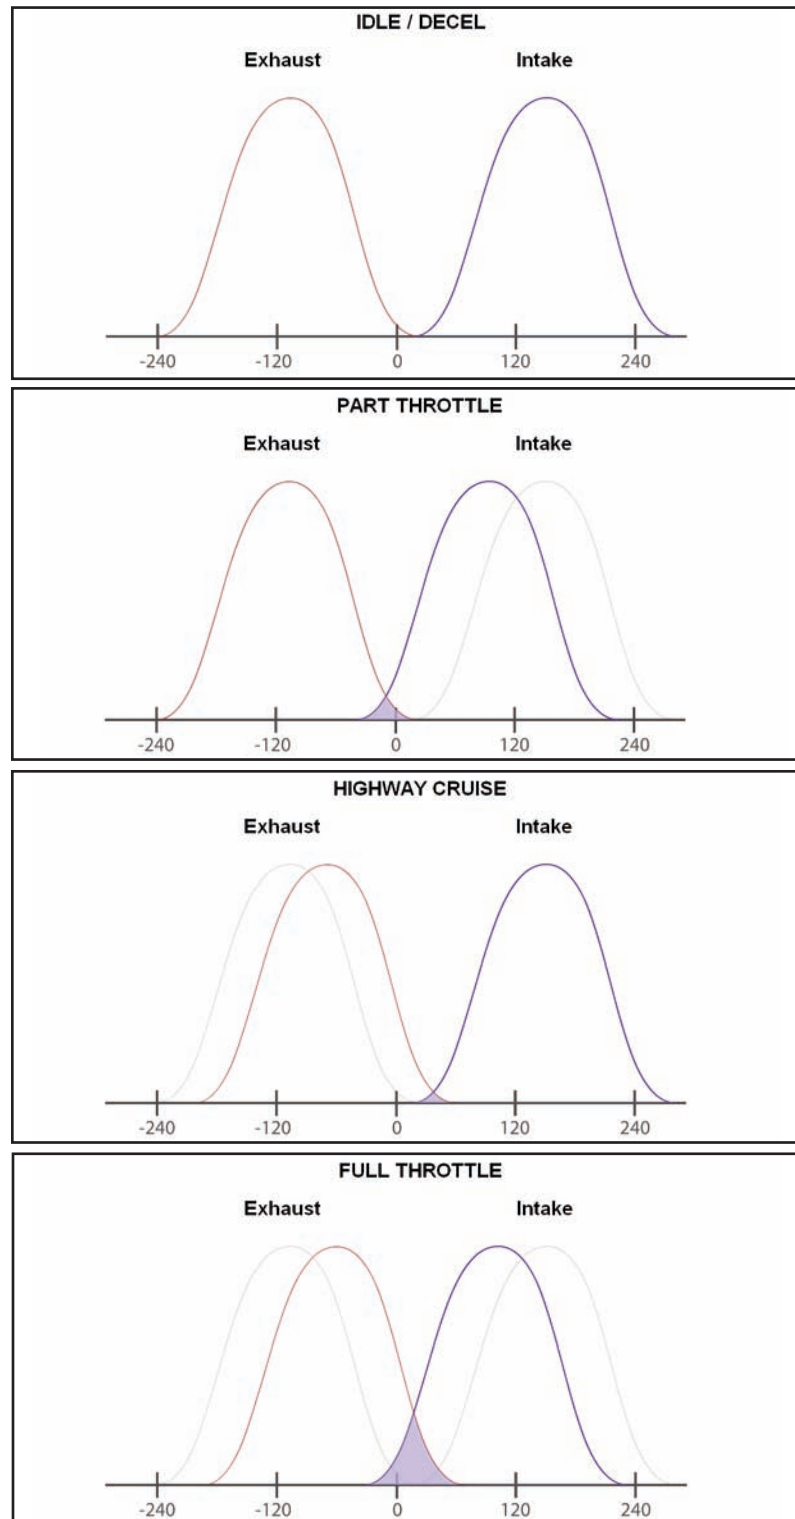 IDLE / DECEL
Exhaust Intake
-240 -120 0 120 240
PART THROTTLE
Exhaust Intake
-240 -120 0 120 240
HIGHWAY CRUISE
Exhaust Intake
-240 -120 0 120 240
FULL THROTTLE
Exhaust Intake
-240 -120 0 120 240